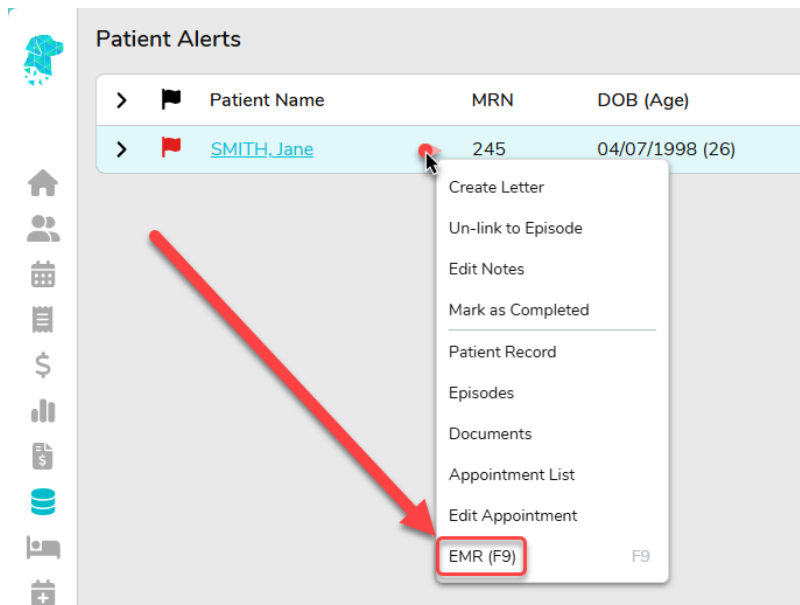 Patient Alerts
Patient Name MRN DOB (Age)
SMITH, Jane 245 04/07/1998 (26)
Create Letter
Un-link to Episode
Edit Notes
Mark as Completed
Patient Record
Episodes
Documents
Appointment List
Edit Appointment
EMR (F9) F9